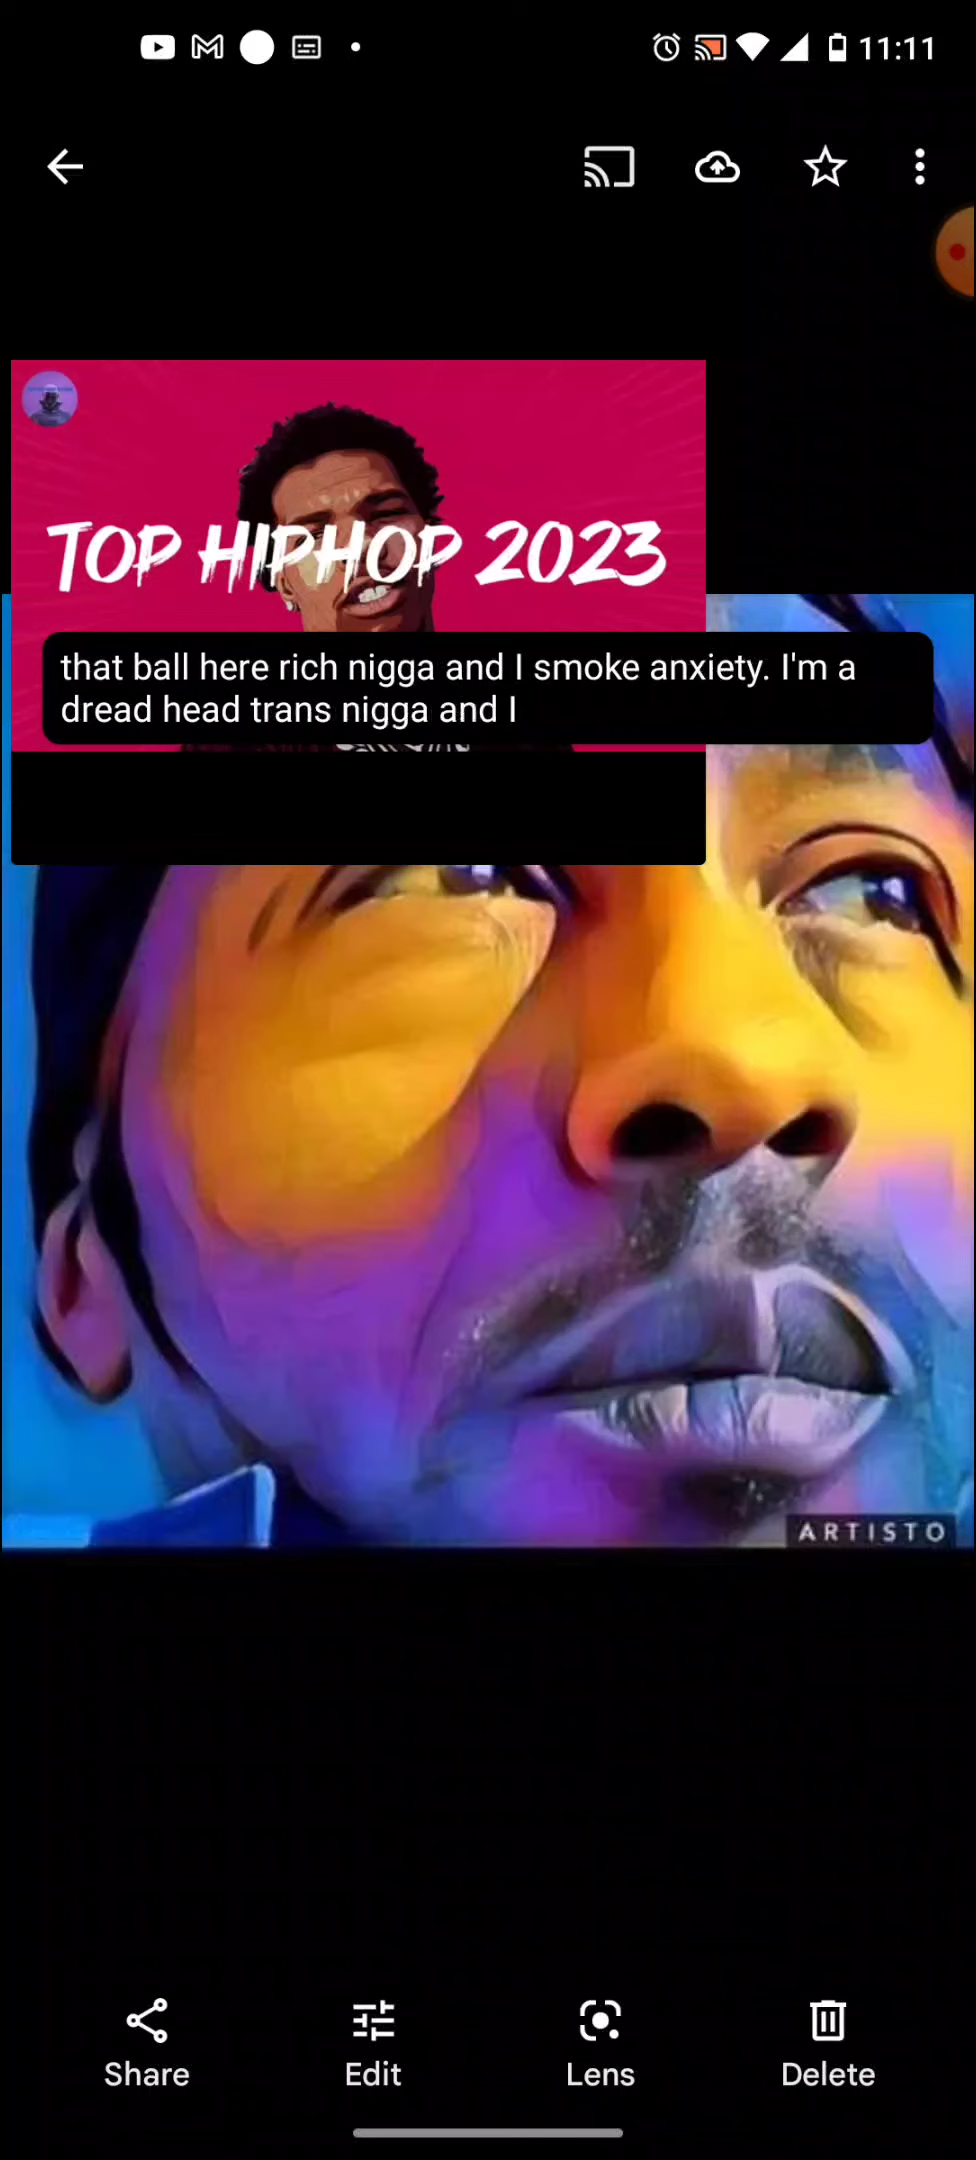 11:11
TOP HIPHOP 2023
that ball here rich nigga and I smoke anxiety. I'm a
dread head trans nigga and I
ARTISTO
Share Edit Lens Delete